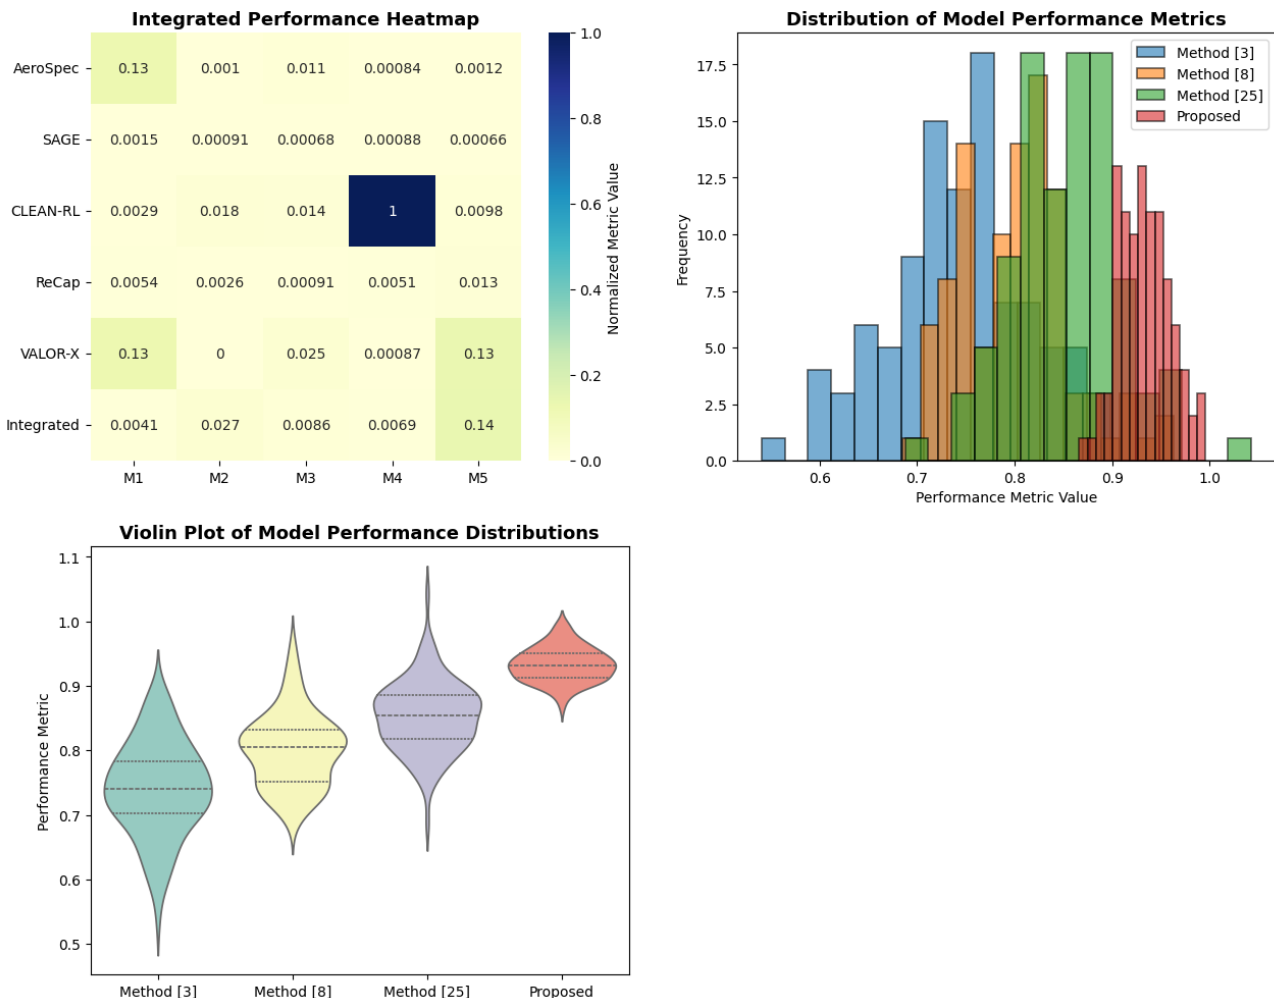 Integrated Performance Heatmap
AeroSpec 0.13 0.001 0.011 0.00084 0.0012
SAGE 0.0015 0.00091 0.00068 0.00088 0.00066
CLEAN-RL 0.0029 0.018 0.014 1 0.0098
ReCap 0.0054 0.0026 0.00091 0.0051 0.013
VALOR-X 0.13 0 0.025 0.00087 0.13
Integrated 0.0041 0.027 0.0086 0.0069 0.14
M1 M2 M3 M4 M5
1.0
0.8
0.6
0.4
0.2
0.0
Normalized Metric Value
Distribution of Model Performance Metrics
Method [3]
Method [8]
Method [25]
Proposed
Frequency
17.5
15.0
12.5
10.0
7.5
5.0
2.5
0.0
0.6 0.7 0.8 0.9 1.0
Performance Metric Value
Violin Plot of Model Performance Distributions
Performance Metric
1.1
1.0
0.9
0.8
0.7
0.6
0.5
Method [3] Method [8] Method [25] Proposed